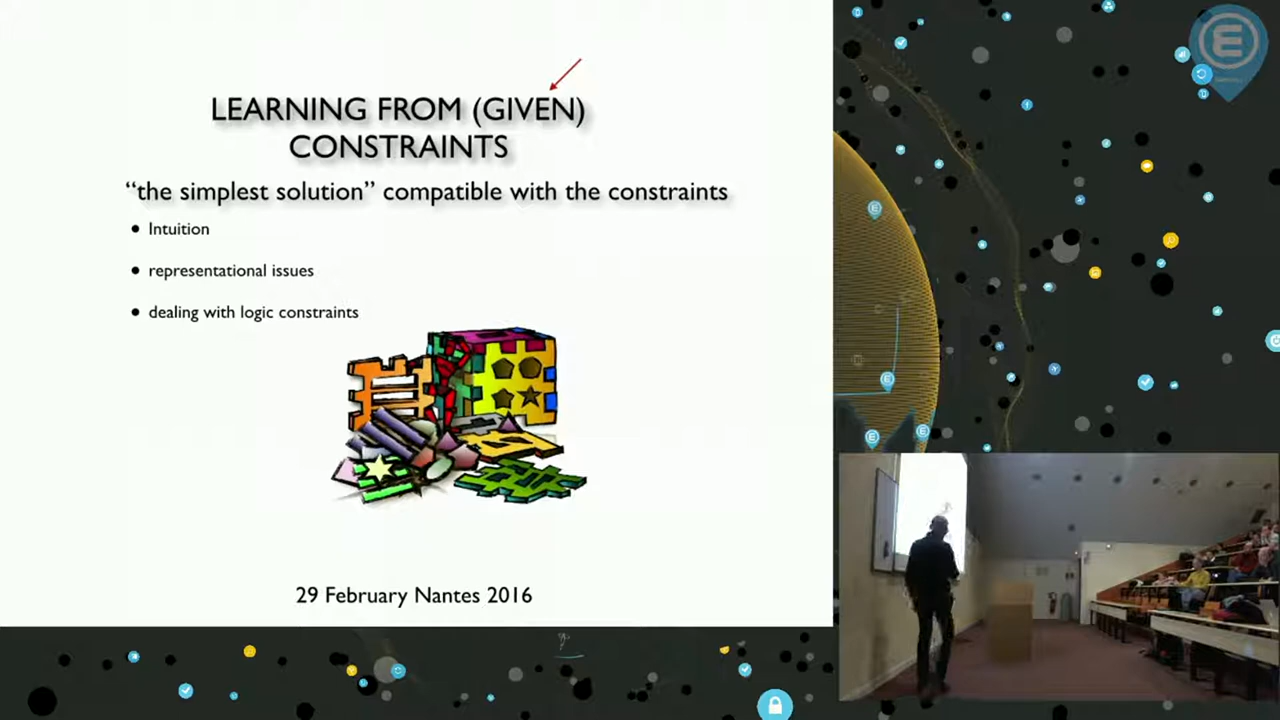 LEARNING FROM (GIVEN)
CONSTRAINTS
“the simplest solution” compatible with the constraints
• Intuition
• representational issues
• dealing with logic constraints
29 February Nantes 2016